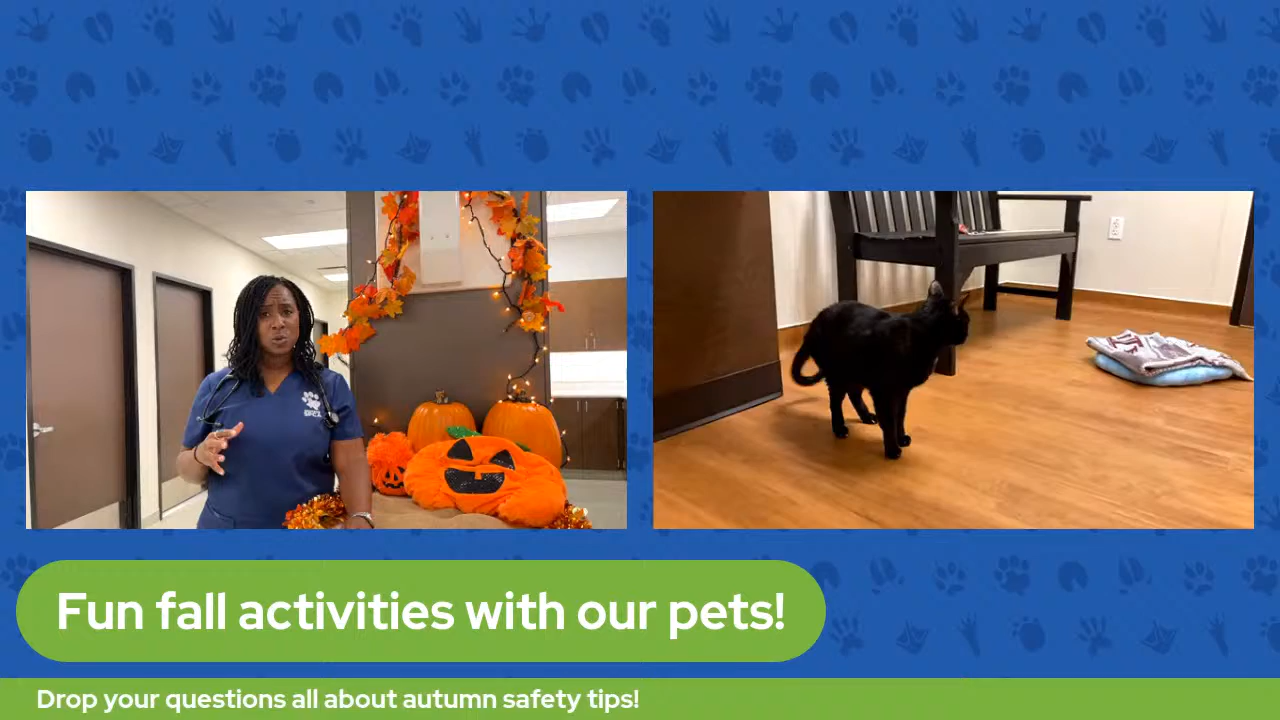 Fun fall activities with our pets!
Drop your questions all about autumn safety tips!